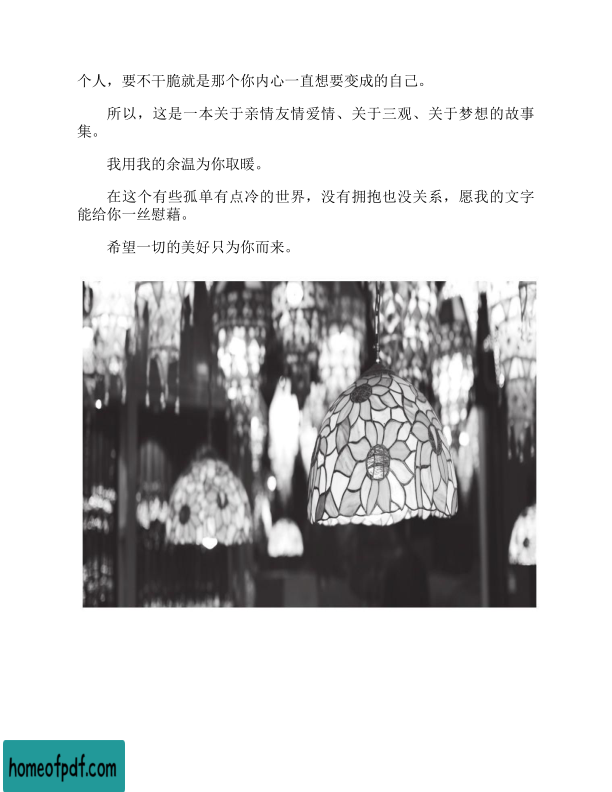 个人，要不干脆就是那个你内心一直想要变成的自己。
所以，这是一本关于亲情友情爱情、关于三观、关于梦想的故事
集。
我用我的余温为你取暖。
在这个有些孤单有点冷的世界，没有拥抱也没关系，愿我的文字
能给你一丝慰藉。
希望一切的美好只为你而来。
homeofpdf.com